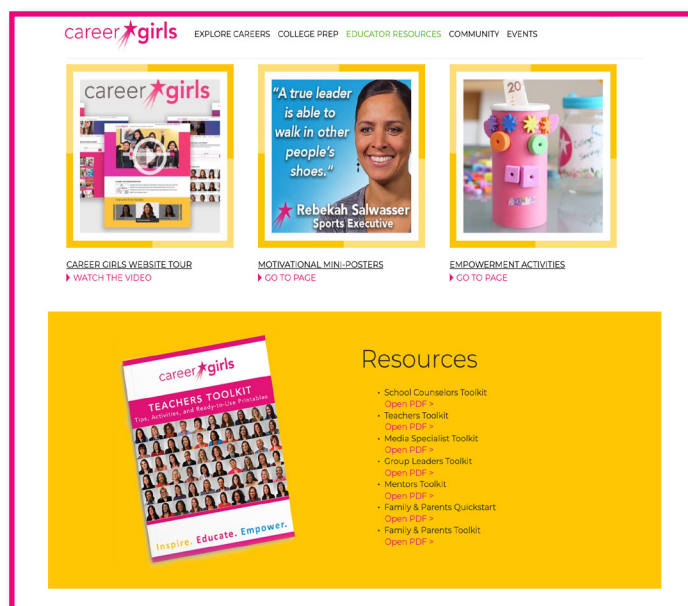 career girls
EXPLORE CAREERS COLLEGE PREP EDUCATOR RESOURCES COMMUNITY EVENTS
career girls
"A true leader
is able to
walk in other
people's
shoes."
Rebekah Salwasser
Sports Executive
20
CAREER GIRLS WEBSITE TOUR
WATCH THE VIDEO
MOTIVATIONAL MINI-POSTERS
GO TO PAGE
EMPOWERMENT ACTIVITIES
GO TO PAGE
career girls
TEACHERS TOOLKIT
Tips, Activities, and Ready-to-Use Printables
Inspire. Educate. Empower.
Resources
• School Counselors Toolkit
Open PDF >
• Teachers Toolkit
Open PDF >
• Media Specialist Toolkit
Open PDF >
• Group Leaders Toolkit
Open PDF >
• Mentors Toolkit
Open PDF >
• Family & Parents Quickstart
Open PDF >
• Family & Parents Toolkit
Open PDF >